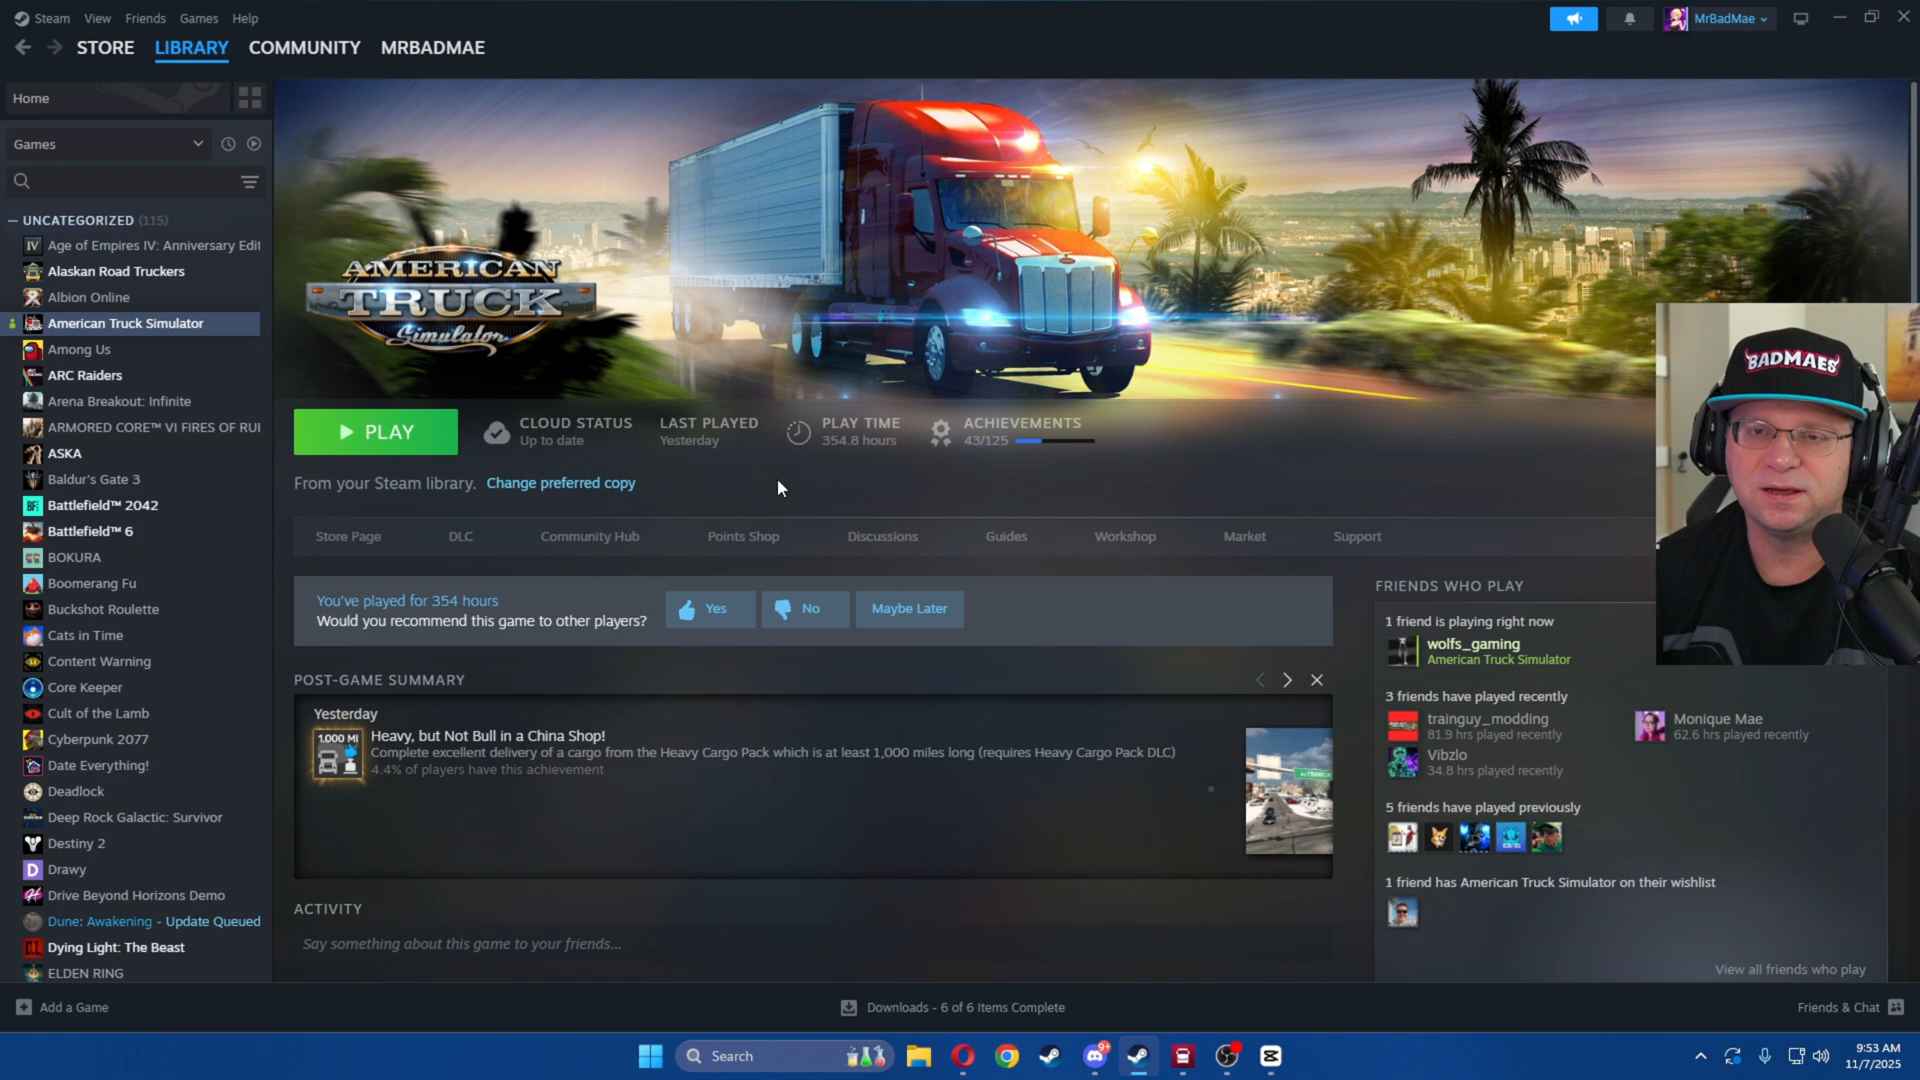 Steam View Friends Games Help
MrBadMae
STORE LIBRARY COMMUNITY MRBADMAE
Home
Games
UNCATEGORIZED (115)
Age of Empires IV: Anniversary Edit
Alaskan Road Truckers
Albion Online
American Truck Simulator
Among Us
ARC Raiders
Arena Breakout: Infinite
ARMORED CORE™ VI FIRES OF RUI
ASKA
Baldur's Gate 3
Battlefield™ 2042
Battlefield™ 6
BOKURA
Boomerang Fu
Buckshot Roulette
Cats in Time
Content Warning
Core Keeper
Cult of the Lamb
Cyberpunk 2077
Date Everything!
Deadlock
Deep Rock Galactic: Survivor
Destiny 2
Drawy
Drive Beyond Horizons Demo
Dune: Awakening - Update Queued
Dying Light: The Beast
ELDEN RING
AMERICAN
TRUCK
Simulator
PLAY
CLOUD STATUS
Up to date
LAST PLAYED
Yesterday
PLAY TIME
354.8 hours
ACHIEVEMENTS
43/125
From your Steam library. Change preferred copy
Store Page DLC Community Hub Points Shop Discussions Guides Workshop Market Support
You've played for 354 hours
Would you recommend this game to other players?
Yes No Maybe Later
POST-GAME SUMMARY
Yesterday
1.000 MI
Heavy, but Not Bull in a China Shop!
Complete excellent delivery of a cargo from the Heavy Cargo Pack which is at least 1,000 miles long (requires Heavy Cargo Pack DLC)
4.4% of players have this achievement
ACTIVITY
Say something about this game to your friends...
FRIENDS WHO PLAY
1 friend is playing right now
wolfs_gaming
American Truck Simulator
3 friends have played recently
trainguy_modding
81.9 hrs played recently
Monique Mae
62.6 hrs played recently
Vibzlo
34.8 hrs played recently
5 friends have played previously
1 friend has American Truck Simulator on their wishlist
View all friends who play
BADMAES
Add a Game
Downloads - 6 of 6 Items Complete
Friends & Chat
Search
9+
9:53 AM
11/7/2025